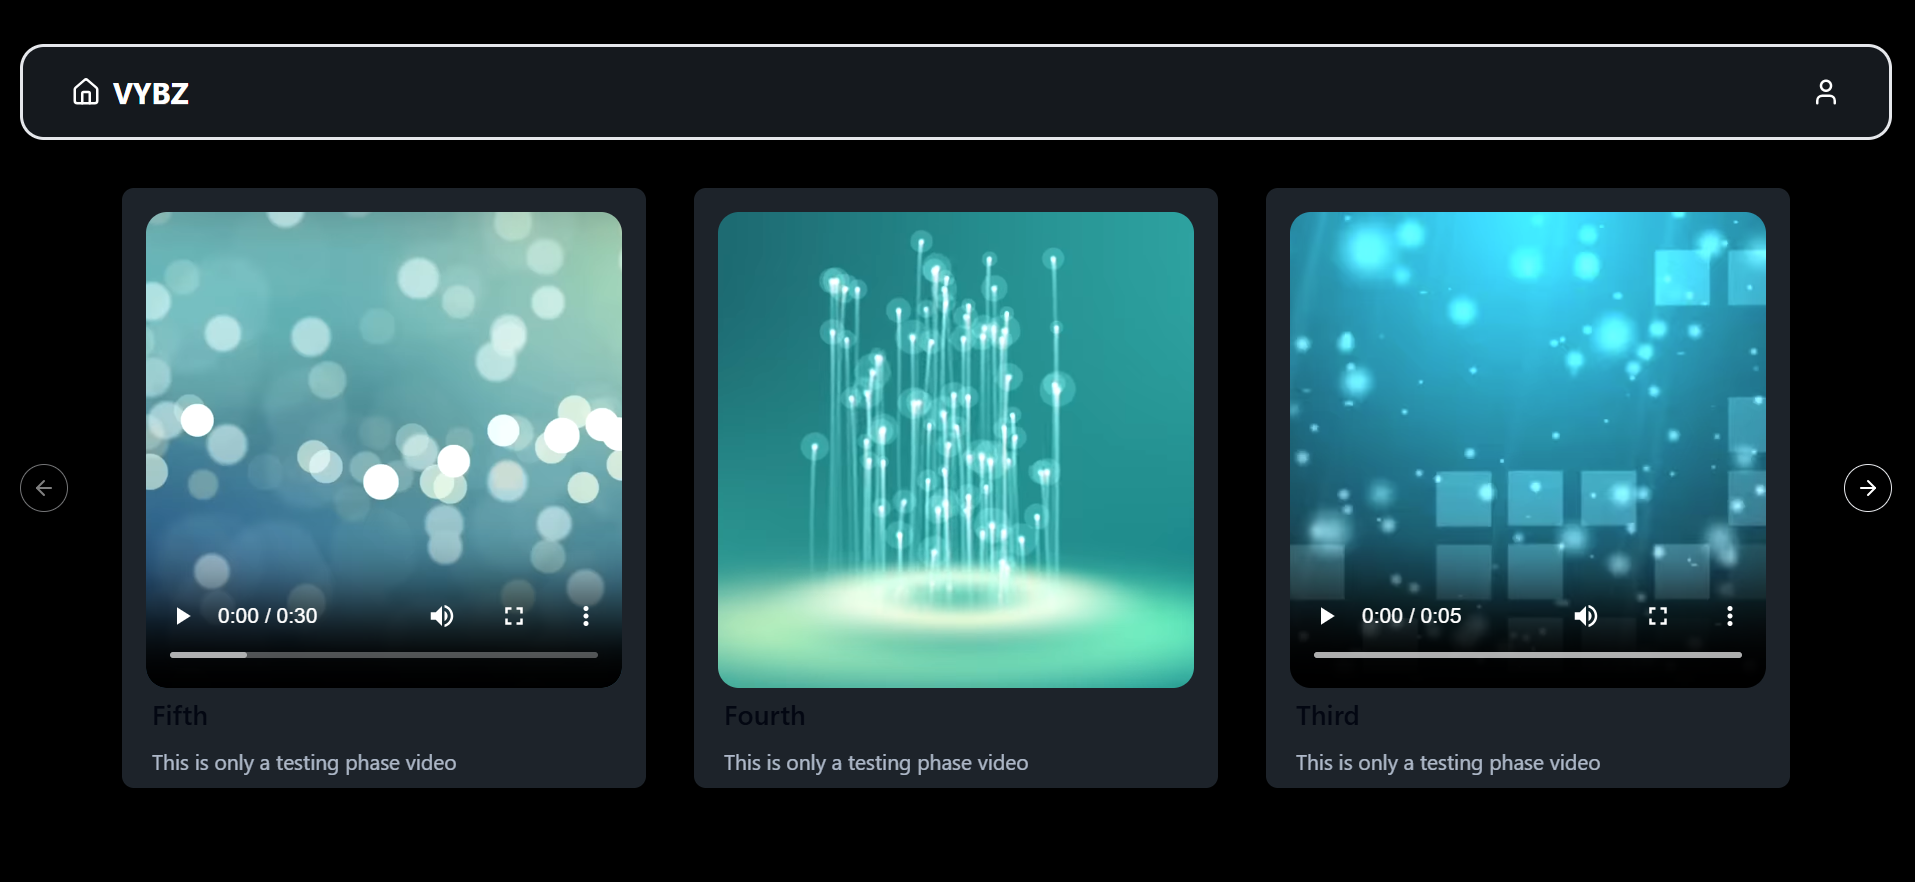 VYBZ
0:00 / 0:30
0:00 / 0:05
Fifth
Fourth
Third
This is only a testing phase video
This is only a testing phase video
This is only a testing phase video